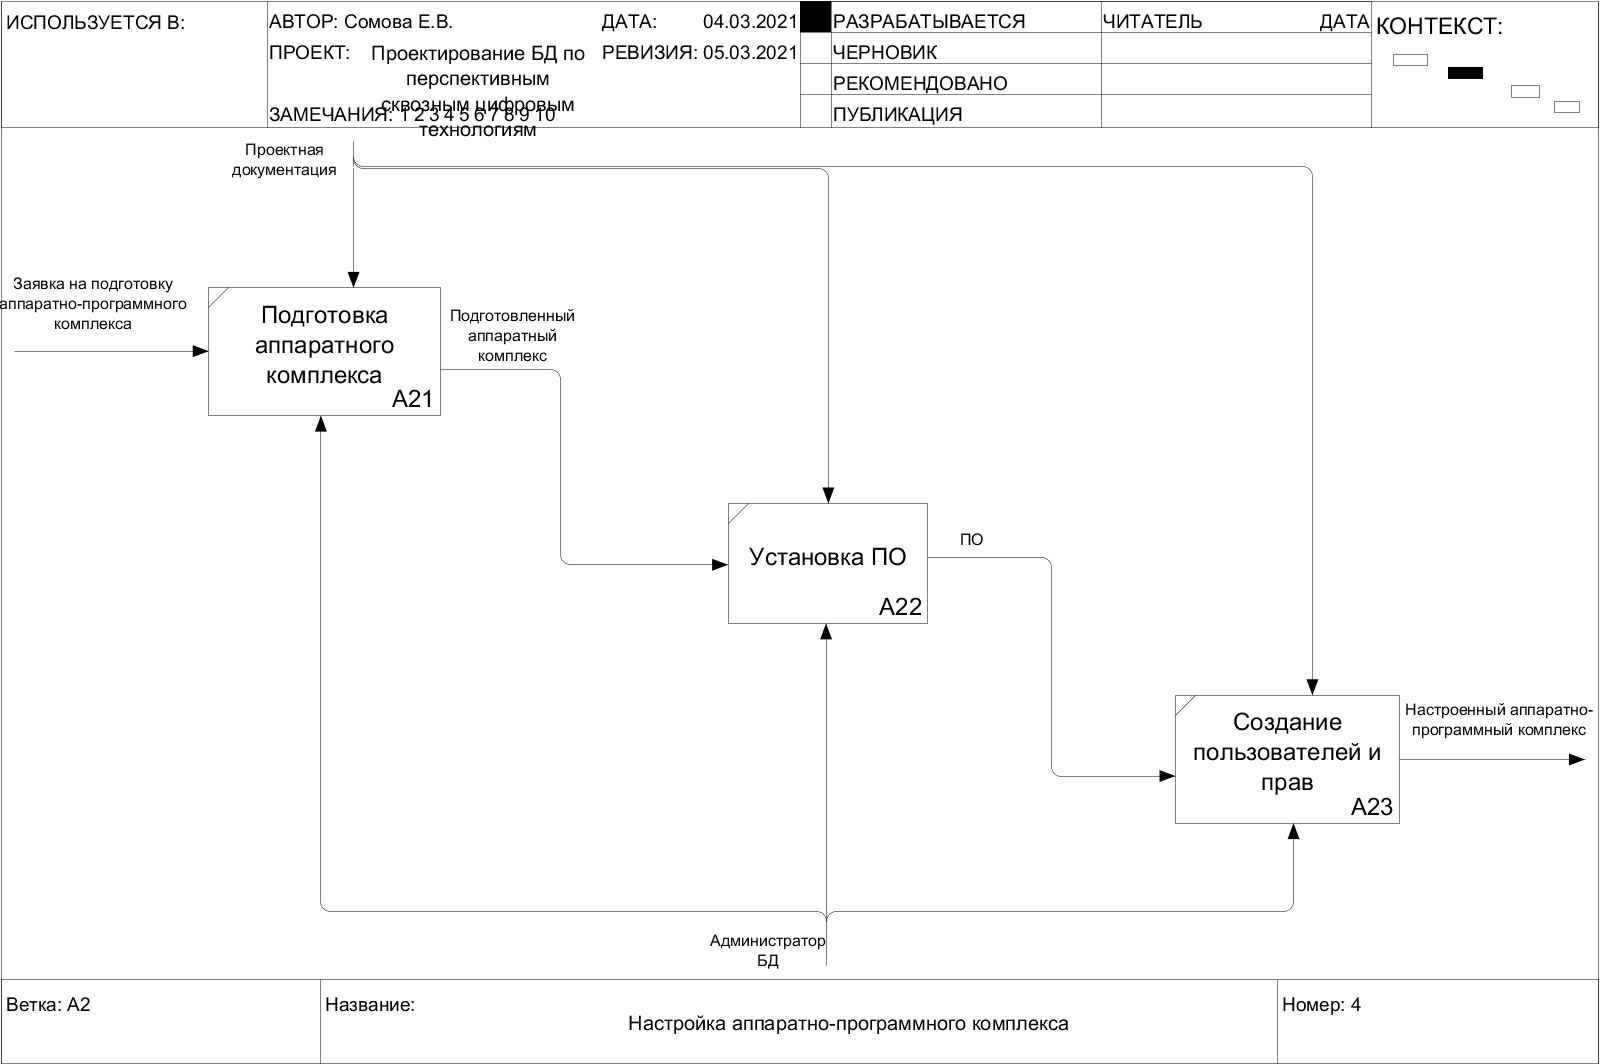 ИСПОЛЬЗУЕТСЯ В:
АВТОР: Сомова Е.В.
ДАТА: 04.03.2021
ПРОЕКТ: Проектирование БД по
перспективным
сквозным цифровым
технологиям
РЕВИЗИЯ: 05.03.2021
ЗАМЕЧАНИЯ: 1 2 3 4 5 6 7 8 9 10
РАЗРАБАТЫВАЕТСЯ
ЧЕРНОВИК
РЕКОМЕНДОВАНО
ПУБЛИКАЦИЯ
ЧИТАТЕЛЬ
ДАТА
КОНТЕКСТ:
Проектная
документация
Заявка на подготовку
аппаратно-программного
комплекса
Подготовка
аппаратного
комплекса
A21
Подготовленный
аппаратный
комплекс
Установка ПО
A22
ПО
Создание
пользователей и
прав
A23
Настроенный аппаратно-
программный комплекс
Администратор
БД
Ветка: A2
Название:
Настройка аппаратно-программного комплекса
Номер: 4